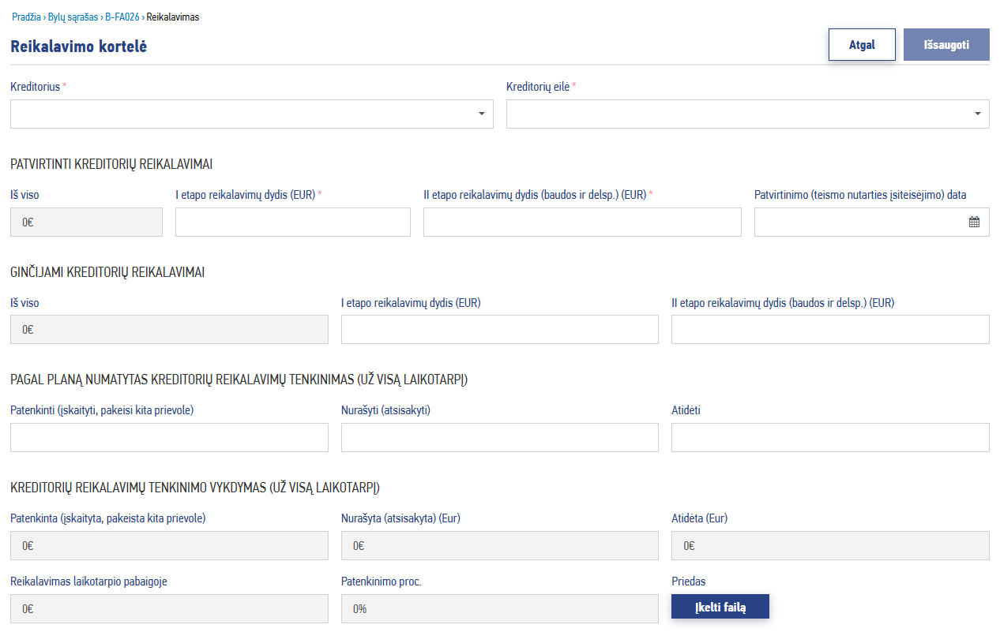 Pradžia › Bylų sąrašas › B-FA026 › Reikalavimas
Reikalavimo kortelė
Atgal
Išsaugoti
Kreditorius *
Kreditorių eilė *
PATVIRTINTI KREDITORIŲ REIKALAVIMAI
Iš viso
I etapo reikalavimų dydis (EUR) *
II etapo reikalavimų dydis (baudos ir delsp.) (EUR) *
Patvirtinimo (teismo nutarties įsiteisėjimo) data
0€
GINČIJAMI KREDITORIŲ REIKALAVIMAI
Iš viso
I etapo reikalavimų dydis (EUR)
II etapo reikalavimų dydis (baudos ir delsp.) (EUR)
0€
PAGAL PLANĄ NUMATYTAS KREDITORIŲ REIKALAVIMŲ TENKINIMAS (UŽ VISĄ LAIKOTARPĮ)
Patenkinti (įskaityti, pakeisi kita prievole)
Nurašyti (atsisakyti)
Atidėti
KREDITORIŲ REIKALAVIMŲ TENKINIMO VYKDYMAS (UŽ VISĄ LAIKOTARPĮ)
Patenkinta (įskaityta, pakeista kita prievole)
Nurašyta (atsisakyta) (Eur)
Atidėta (Eur)
0€
0€
0€
Reikalavimas laikotarpio pabaigoje
Patenkinimo proc.
Priedas
0€
0%
Įkelti failą